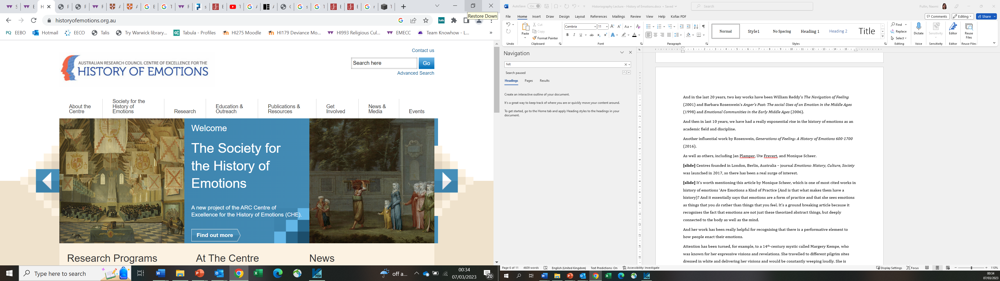 historyofemotions.org.au
Restore Down
PQ EEBO Hotmail EECO Talis Try Warwick library... Tabula - Profiles HI275 Moodle HI179 Deviance Mo... HI993 Religious Cul... EMECC Team Knowhow - L... »
Contact us
AUSTRALIAN RESEARCH COUNCIL CENTRE OF EXCELLENCE FOR THE
HISTORY OF EMOTIONS
Search here Go
Advanced Search
About the Centre
Society for the History of Emotions
Research
Education & Outreach
Publications & Resources
Get Involved
News & Media
Events
Welcome
The Society for
the History of
Emotions
A new project of the ARC Centre of
Excellence for the History of Emotions (CHE).
Find out more
Research Programs At The Centre News
Type here to search
off a...
00:34
07/03/2023
20
AutoSave On
Historiography Lecture - History of Emotions.docx • Saved
Search
Pullin, Naomi
File Home Insert Draw Design Layout References Mailings Review View Help Kofax PDF
Comments Editing Share
Paste
Cut
Copy
Format Painter
Cambria 11
Normal Style1 No Spacing Heading 1 Heading 2 Title
Find
Replace
Select
Dictate
Sensitivity
Editor
Reuse Files
Undo Clipboard Font Paragraph Styles Editing Voice Sensitivity Editor Reuse Files
Navigation
felt
Search paused
Headings Pages Results
Create an interactive outline of your document.
It's a great way to keep track of where you are or quickly move your content around.
To get started, go to the Home tab and apply Heading styles to the headings in your
document.
And in the last 20 years, two key works have been William Reddy's The Navigation of Feeling
(2001) and Barbara Rosenwein's Anger's Past: The social Uses of an Emotion in the Middle Ages
(1998) and Emotional Communities in the Early Middle Ages (2006).
And then in last 10 years, we have had a really exponential rise in the history of emotions as an
academic field and discipline.
Another influential work by Rosenwein, Generations of Feeling: A History of Emotions 600-1700
(2016).
As well as others, including Jan Plamper, Ute Frevert, and Monique Scheer.
[slide] Centres founded in London, Berlin, Australia – journal Emotions: History, Culture, Society
was launched in 2017, so there has been a real surge of interest.
[slide] It's worth mentioning this article by Monique Scheer, which is one of most cited works in
history of emotions 'Are Emotions a Kind of Practice (And is that what makes them have a
history)? And it essentially says that emotions are a form of practice and that she sees emotions
as things that you do rather than things that you feel. It's a ground breaking article because it
recognises the fact that emotions are not just these theorized abstract things, but deeply
connected to the body as well as the mind.
And her work has been really helpful for recognising that there is a performative element to
how people enact their emotions.
Attention has been turned, for example, to a 14th-century mystic called Margery Kempe, who
was known for her expressive visions and revelations. She travelled to different pilgrim sites
dressed in white and delivering her visions and would be constantly weeping loudly. She is
Page 6 of 11 4609 words English (United Kingdom) Text Predictions: On Accessibility: Investigate
Display Settings Focus 110%
00:34
07/03/2023